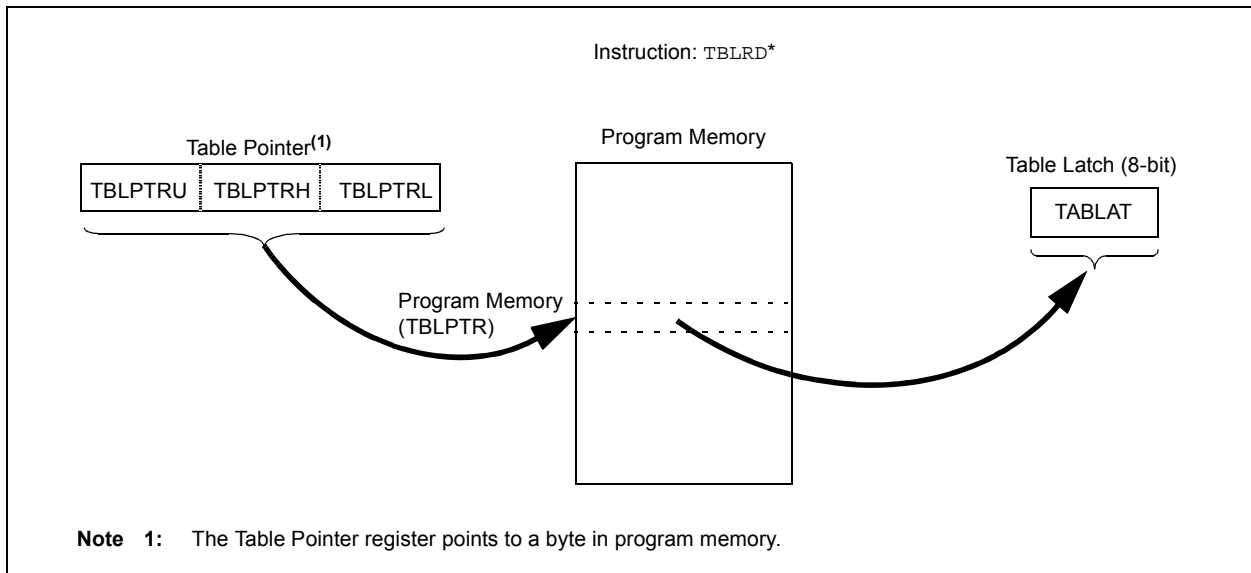 Instruction: TBLRD*
Table Pointer(1)
TBLPTRU TBLPTRH TBLPTRL
Program Memory
Table Latch (8-bit)
TABLAT
Program Memory
(TBLPTR)
Note 1: The Table Pointer register points to a byte in program memory.